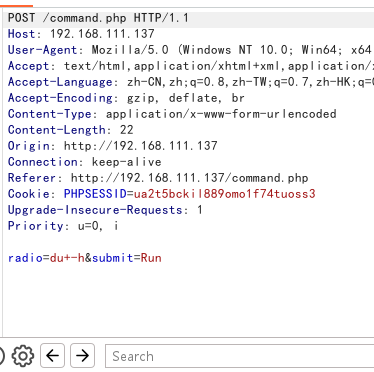 POST /command.php HTTP/1.1
Host: 192.168.111.137
User-Agent: Mozilla/5.0 (Windows NT 10.0; Win64; x64
Accept: text/html,application/xhtml+xml,application/x
Accept-Language: zh-CN,zh;q=0.8,zh-TW;q=0.7,zh-HK;q=0
Accept-Encoding: gzip, deflate, br
Content-Type: application/x-www-form-urlencoded
Content-Length: 22
Origin: http://192.168.111.137
Connection: keep-alive
Referer: http://192.168.111.137/command.php
Cookie: PHPSESSID=ua2t5bckil889omo1f74tuoss3
Upgrade-Insecure-Requests: 1
Priority: u=0, i
radio=du+-h&submit=Run
Search